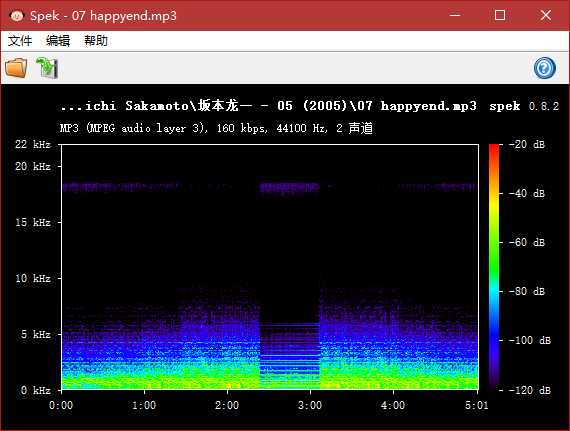 Spek - 07 happyend.mp3
文件 编辑 帮助
...ichi Sakamoto\坂本龙一 - 05 (2005)\07 happyend.mp3 spek 0.8.2
MP3 (MPEG audio layer 3), 160 kbps, 44100 Hz, 2 声道
22 kHz
20 kHz
15 kHz
10 kHz
5 kHz
0 kHz
0:00 1:00 2:00 3:00 4:00 5:01
-20 dB
-40 dB
-60 dB
-80 dB
-100 dB
-120 dB